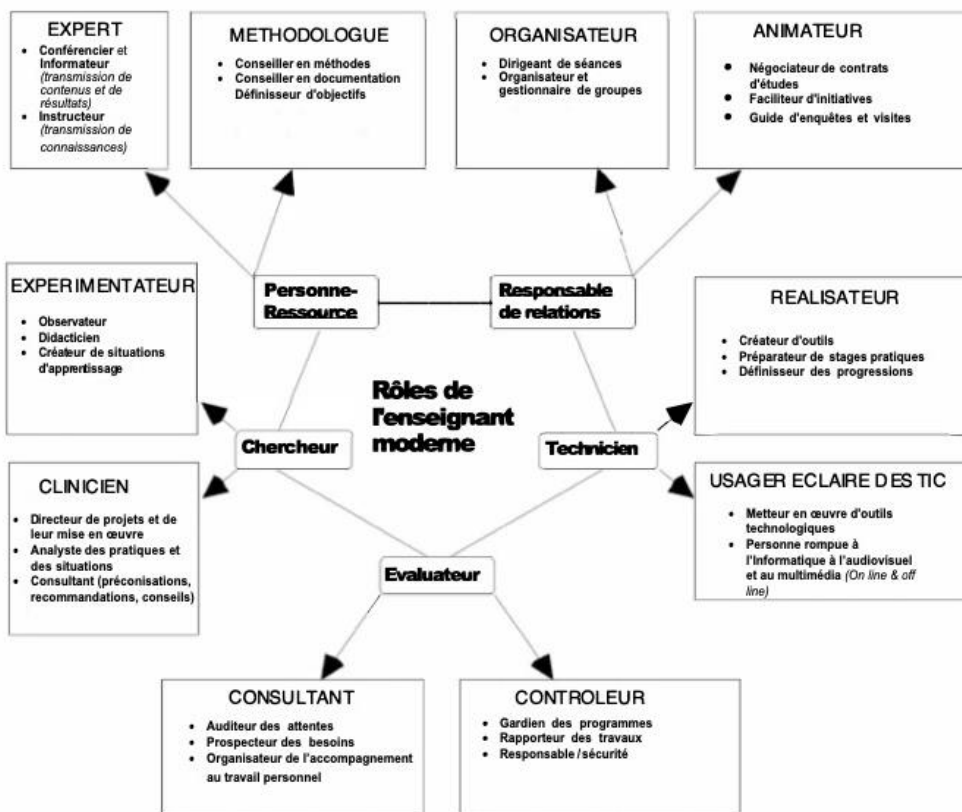 EXPERT
• Conférencier et
Informateur
(transmission de
contenus et de
résultats)
• Instructeur
(transmission de
connaissances)
METHODOLOGUE
• Conseiller en méthodes
• Conseiller en documentation
Définisseur d'objectifs
ORGANISATEUR
• Dirigeant de séances
• Organisateur et
gestionnaire de groupes
ANIMATEUR
• Négociateur de contrats
d'études
• Faciliteur d'initiatives
• Guide d'enquêtes et visites
EXPERIMENTATEUR
• Observateur
• Didacticien
• Créateur de situations
d'apprentissage
Personne-
Ressource
Responsable
de relations
REALISATEUR
• Créateur d'outils
• Préparateur de stages pratiques
• Définisseur des progressions
Rôles de
l'enseignant
moderne
Chercheur
Technicien
CLINICIEN
• Directeur de projets et de
leur mise en œuvre
• Analyste des pratiques et
des situations
• Consultant (préconisations,
recommandations, conseils)
USAGER ECLAIRE DES TIC
• Metteur en œuvre d'outils
technologiques
• Personne rompue à
l'Informatique à l'audiovisuel
et au multimédia (On line & off
line)
Evaluateur
CONSULTANT
• Auditeur des attentes
• Prospecteur des besoins
• Organisateur de l'accompagnement
au travail personnel
CONTROLEUR
• Gardien des programmes
• Rapporteur des travaux
• Responsable/sécurité